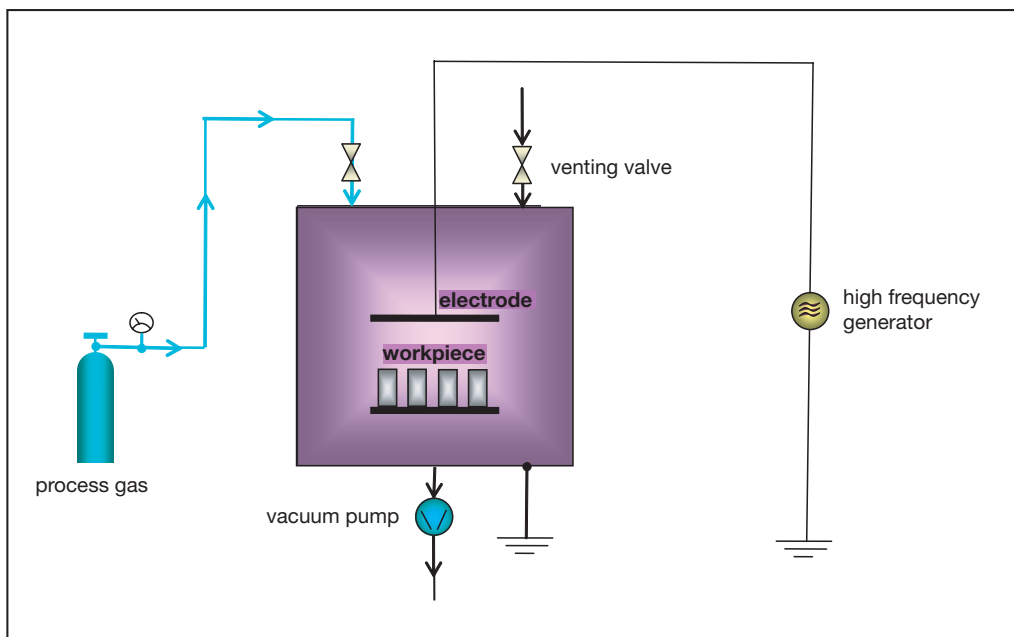 venting valve
electrode
high frequency
generator
workpiece
process gas
vacuum pump